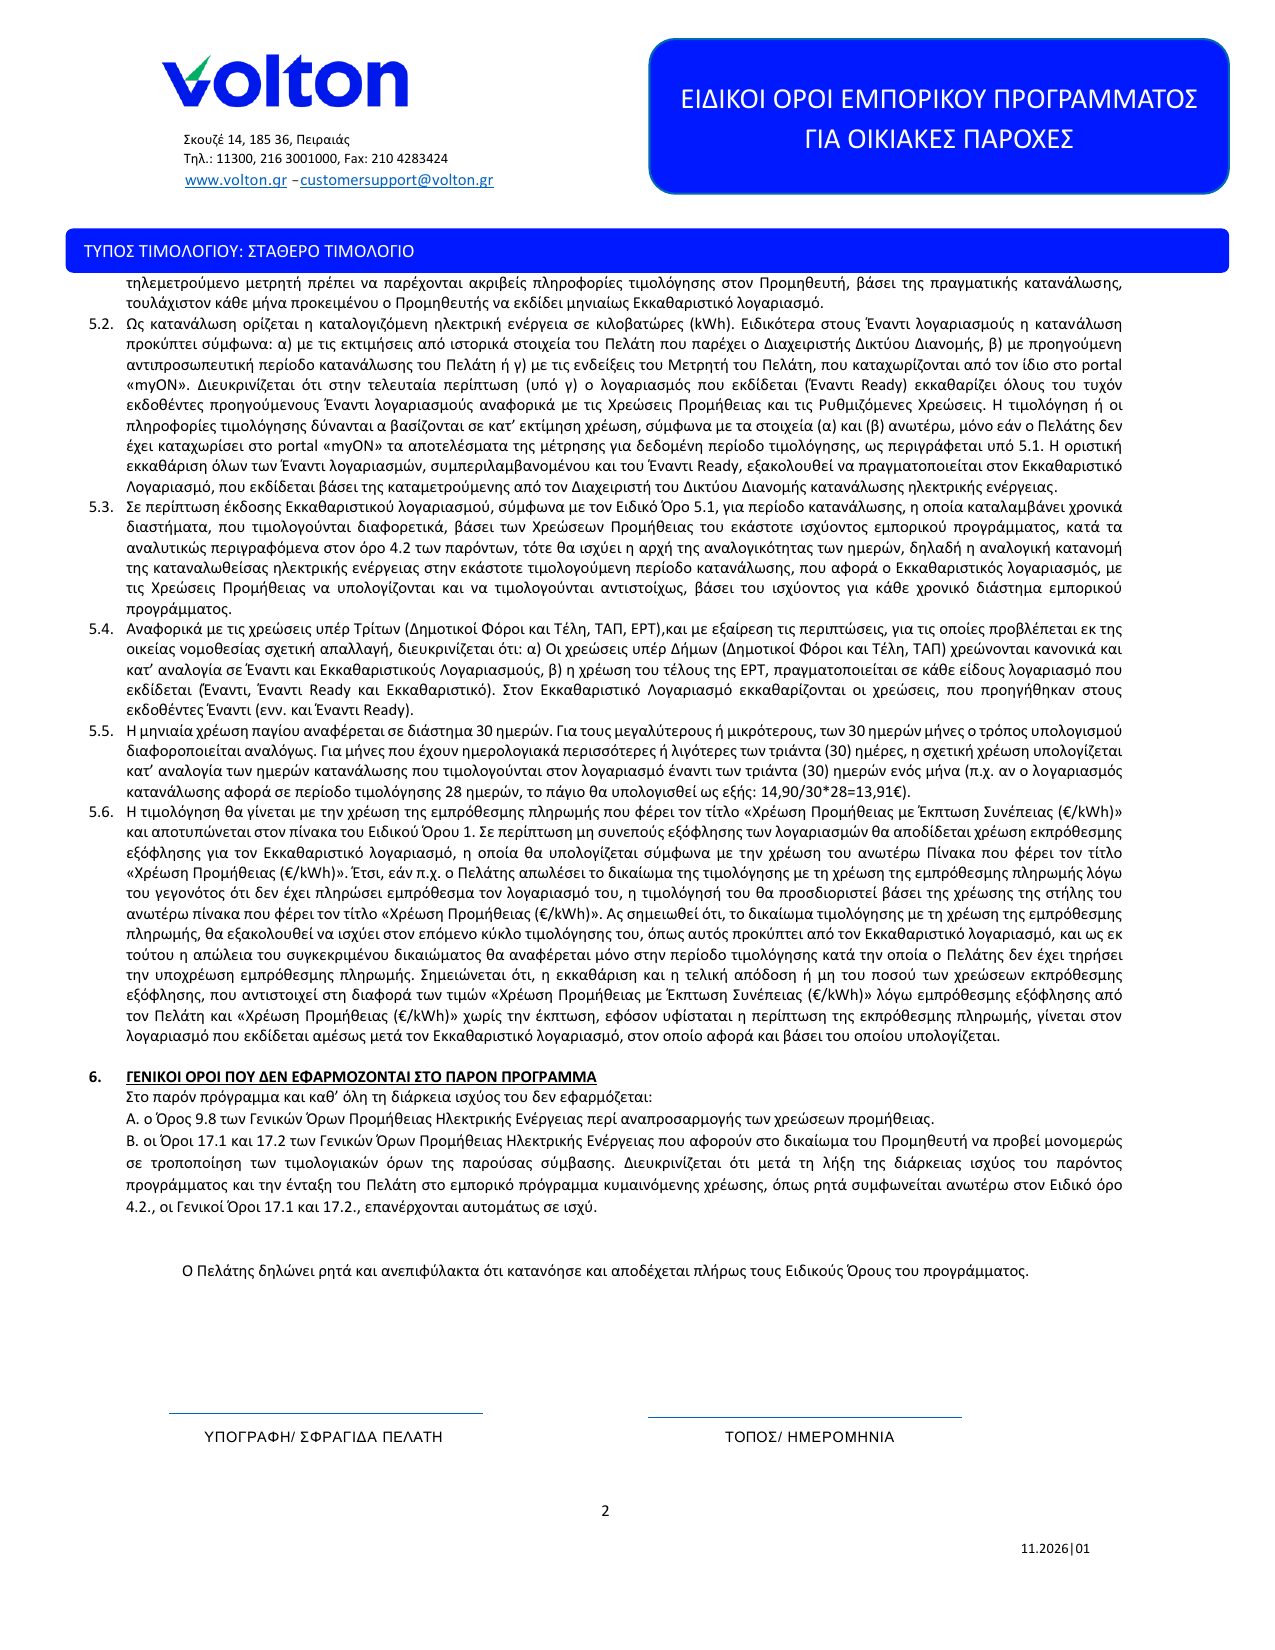 volton
ΕΙΔΙΚΟΙ ΟΡΟΙ ΕΜΠΟΡΙΚΟΥ ΠΡΟΓΡΑΜΜΑΤΟΣ
ΓΙΑ ΟΙΚΙΑΚΕΣ ΠΑΡΟΧΕΣ
Σκουζέ 14, 185 36, Πειραιάς
Τηλ.: 11300, 216 3001000, Fax: 210 4283424
www.volton.gr –customersupport@volton.gr
ΤΥΠΟΣ ΤΙΜΟΛΟΓΙΟΥ: ΣΤΑΘΕΡΟ ΤΙΜΟΛΟΓΙΟ
τηλεμετρούμενο μετρητή πρέπει να παρέχονται ακριβείς πληροφορίες τιμολόγησης στον Προμηθευτή, βάσει της πραγματικής κατανάλωσης,
τουλάχιστον κάθε μήνα προκειμένου ο Προμηθευτής να εκδίδει μηνιαίως Εκκαθαριστικό λογαριασμό.
5.2. Ως κατανάλωση ορίζεται η καταλογιζόμενη ηλεκτρική ενέργεια σε κιλοβατώρες (kWh). Ειδικότερα στους Έναντι λογαριασμούς η κατανάλωση
προκύπτει σύμφωνα: α) με τις εκτιμήσεις από ιστορικά στοιχεία του Πελάτη που παρέχει ο Διαχειριστής Δικτύου Διανομής, β) με προηγούμενη
αντιπροσωπευτική περίοδο κατανάλωσης του Πελάτη ή γ) με τις ενδείξεις του Μετρητή του Πελάτη, που καταχωρίζονται από τον ίδιο στο portal
«myON». Διευκρινίζεται ότι στην τελευταία περίπτωση (υπό γ) ο λογαριασμός που εκδίδεται (Έναντι Ready) εκκαθαρίζει όλους του τυχόν
εκδοθέντες προηγούμενους Έναντι λογαριασμούς αναφορικά με τις Χρεώσεις Προμήθειας και τις Ρυθμιζόμενες Χρεώσεις. Η τιμολόγηση ή οι
πληροφορίες τιμολόγησης δύνανται α βασίζονται σε κατ’ εκτίμηση χρέωση, σύμφωνα με τα στοιχεία (α) και (β) ανωτέρω, μόνο εάν ο Πελάτης δεν
έχει καταχωρίσει στο portal «myON» τα αποτελέσματα της μέτρησης για δεδομένη περίοδο τιμολόγησης, ως περιγράφεται υπό 5.1. Η οριστική
εκκαθάριση όλων των Έναντι λογαριασμών, συμπεριλαμβανομένου και του Έναντι Ready, εξακολουθεί να πραγματοποιείται στον Εκκαθαριστικό
Λογαριασμό, που εκδίδεται βάσει της καταμετρούμενης από τον Διαχειριστή του Δικτύου Διανομής κατανάλωσης ηλεκτρικής ενέργειας.
5.3. Σε περίπτωση έκδοσης Εκκαθαριστικού λογαριασμού, σύμφωνα με τον Ειδικό Όρο 5.1, για περίοδο κατανάλωσης, η οποία καταλαμβάνει χρονικά
διαστήματα, που τιμολογούνται διαφορετικά, βάσει των Χρεώσεων Προμήθειας του εκάστοτε ισχύοντος εμπορικού προγράμματος, κατά τα
αναλυτικώς περιγραφόμενα στον όρο 4.2 των παρόντων, τότε θα ισχύει η αρχή της αναλογικότητας των ημερών, δηλαδή η αναλογική κατανομή
της καταναλωθείσας ηλεκτρικής ενέργειας στην εκάστοτε τιμολογούμενη περίοδο κατανάλωσης, που αφορά ο Εκκαθαριστικός λογαριασμός, με
τις Χρεώσεις Προμήθειας να υπολογίζονται και να τιμολογούνται αντιστοίχως, βάσει του ισχύοντος για κάθε χρονικό διάστημα εμπορικού
προγράμματος.
5.4. Αναφορικά με τις χρεώσεις υπέρ Τρίτων (Δημοτικοί Φόροι και Τέλη, ΤΑΠ, ΕΡΤ),και με εξαίρεση τις περιπτώσεις, για τις οποίες προβλέπεται εκ της
οικείας νομοθεσίας σχετική απαλλαγή, διευκρινίζεται ότι: α) Οι χρεώσεις υπέρ Δήμων (Δημοτικοί Φόροι και Τέλη, ΤΑΠ) χρεώνονται κανονικά και
κατ’ αναλογία σε Έναντι και Εκκαθαριστικούς Λογαριασμούς, β) η χρέωση του τέλους της ΕΡΤ, πραγματοποιείται σε κάθε είδους λογαριασμό που
εκδίδεται (Έναντι, Έναντι Ready και Εκκαθαριστικό). Στον Εκκαθαριστικό Λογαριασμό εκκαθαρίζονται οι χρεώσεις, που προηγήθηκαν στους
εκδοθέντες Έναντι (ενν. και Έναντι Ready).
5.5. Η μηνιαία χρέωση παγίου αναφέρεται σε διάστημα 30 ημερών. Για τους μεγαλύτερους ή μικρότερους, των 30 ημερών μήνες ο τρόπος υπολογισμού
διαφοροποιείται αναλόγως. Για μήνες που έχουν ημερολογιακά περισσότερες ή λιγότερες των τριάντα (30) ημέρες, η σχετική χρέωση υπολογίζεται
κατ’ αναλογία των ημερών κατανάλωσης που τιμολογούνται στον λογαριασμό έναντι των τριάντα (30) ημερών ενός μήνα (π.χ. αν ο λογαριασμός
κατανάλωσης αφορά σε περίοδο τιμολόγησης 28 ημερών, το πάγιο θα υπολογισθεί ως εξής: 14,90/30*28=13,91€).
5.6. Η τιμολόγηση θα γίνεται με την χρέωση της εμπρόθεσμης πληρωμής που φέρει τον τίτλο «Χρέωση Προμήθειας με Έκπτωση Συνέπειας (€/kWh)»
και αποτυπώνεται στον πίνακα του Ειδικού Όρου 1. Σε περίπτωση μη συνεπούς εξόφλησης των λογαριασμών θα αποδίδεται χρέωση εκπρόθεσμης
εξόφλησης για τον Εκκαθαριστικό λογαριασμό, η οποία θα υπολογίζεται σύμφωνα με την χρέωση του ανωτέρω Πίνακα που φέρει τον τίτλο
«Χρέωση Προμήθειας (€/kWh)». Έτσι, εάν π.χ. ο Πελάτης απωλέσει το δικαίωμα της τιμολόγησης με τη χρέωση της εμπρόθεσμης πληρωμής λόγω
του γεγονότος ότι δεν έχει πληρώσει εμπρόθεσμα τον λογαριασμό του, η τιμολόγησή του θα προσδιοριστεί βάσει της χρέωσης της στήλης του
ανωτέρω πίνακα που φέρει τον τίτλο «Χρέωση Προμήθειας (€/kWh)». Ας σημειωθεί ότι, το δικαίωμα τιμολόγησης με τη χρέωση της εμπρόθεσμης
πληρωμής, θα εξακολουθεί να ισχύει στον επόμενο κύκλο τιμολόγησης του, όπως αυτός προκύπτει από τον Εκκαθαριστικό λογαριασμό, και ως εκ
τούτου η απώλεια του συγκεκριμένου δικαιώματος θα αναφέρεται μόνο στην περίοδο τιμολόγησης κατά την οποία ο Πελάτης δεν έχει τηρήσει
την υποχρέωση εμπρόθεσμης πληρωμής. Σημειώνεται ότι, η εκκαθάριση και η τελική απόδοση ή μη του ποσού των χρεώσεων εκπρόθεσμης
εξόφλησης, που αντιστοιχεί στη διαφορά των τιμών «Χρέωση Προμήθειας με Έκπτωση Συνέπειας (€/kWh)» λόγω εμπρόθεσμης εξόφλησης από
τον Πελάτη και «Χρέωση Προμήθειας (€/kWh)» χωρίς την έκπτωση, εφόσον υφίσταται η περίπτωση της εκπρόθεσμης πληρωμής, γίνεται στον
λογαριασμό που εκδίδεται αμέσως μετά τον Εκκαθαριστικό λογαριασμό, στον οποίο αφορά και βάσει του οποίου υπολογίζεται.
6. ΓΕΝΙΚΟΙ ΟΡΟΙ ΠΟΥ ΔΕΝ ΕΦΑΡΜΟΖΟΝΤΑΙ ΣΤΟ ΠΑΡΟΝ ΠΡΟΓΡΑΜΜΑ
Στο παρόν πρόγραμμα και καθ’ όλη τη διάρκεια ισχύος του δεν εφαρμόζεται:
Α. ο Όρος 9.8 των Γενικών Όρων Προμήθειας Ηλεκτρικής Ενέργειας περί αναπροσαρμογής των χρεώσεων προμήθειας.
Β. οι Όροι 17.1 και 17.2 των Γενικών Όρων Προμήθειας Ηλεκτρικής Ενέργειας που αφορούν στο δικαίωμα του Προμηθευτή να προβεί μονομερώς
σε τροποποίηση των τιμολογιακών όρων της παρούσας σύμβασης. Διευκρινίζεται ότι μετά τη λήξη της διάρκειας ισχύος του παρόντος
προγράμματος και την ένταξη του Πελάτη στο εμπορικό πρόγραμμα κυμαινόμενης χρέωσης, όπως ρητά συμφωνείται ανωτέρω στον Ειδικό όρο
4.2., οι Γενικοί Όροι 17.1 και 17.2., επανέρχονται αυτομάτως σε ισχύ.
Ο Πελάτης δηλώνει ρητά και ανεπιφύλακτα ότι κατανόησε και αποδέχεται πλήρως τους Ειδικούς Όρους του προγράμματος.
ΥΠΟΓΡΑΦΗ/ ΣΦΡΑΓΙΔΑ ΠΕΛΑΤΗ
ΤΟΠΟΣ/ ΗΜΕΡΟΜΗΝΙΑ
2
11.2026|01